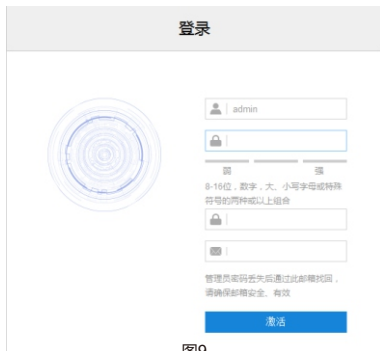 登录
admin
弱 强
8-16位，数字，大、小写字母或特殊
符号的两种或以上组合
管理员密码丢失后通过此邮箱找回，
请确保邮箱安全、有效
激活
图9